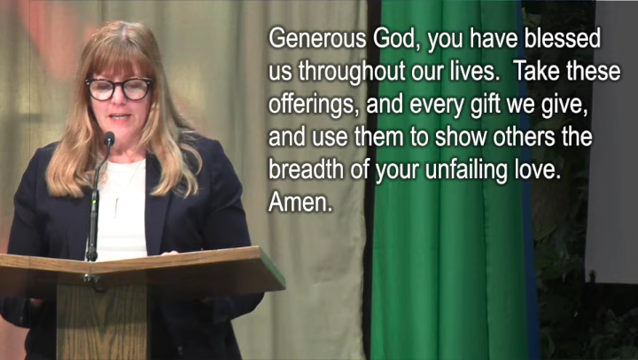 Generous God, you have blessed
us throughout our lives.  Take these
offerings, and every gift we give,
and use them to show others the
breadth of your unfailing love.
Amen.